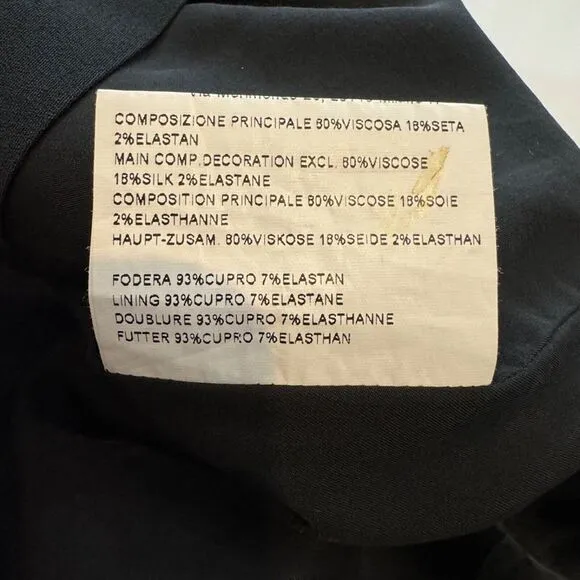 COMPOSIZIONE PRINCIPALE 80%VISCOSA 18%SETA
2%ELASTAN
MAIN COMP.DECORATION EXCL. 80%VISCOSE
18%SILK 2%ELASTANE
COMPOSITION PRINCIPALE 80%VISCOSE 18%SOIE
2%ELASTHANNE
HAUPT-ZUSAM. 80%VISKOSE 18%SEIDE 2%ELASTHAN
FODERA 93%CUPRO 7%ELASTAN
LINING 93%CUPRO 7%ELASTANE
DOUBLURE 93%CUPRO 7%ELASTHANNE
FUTTER 93%CUPRO 7%ELASTHAN